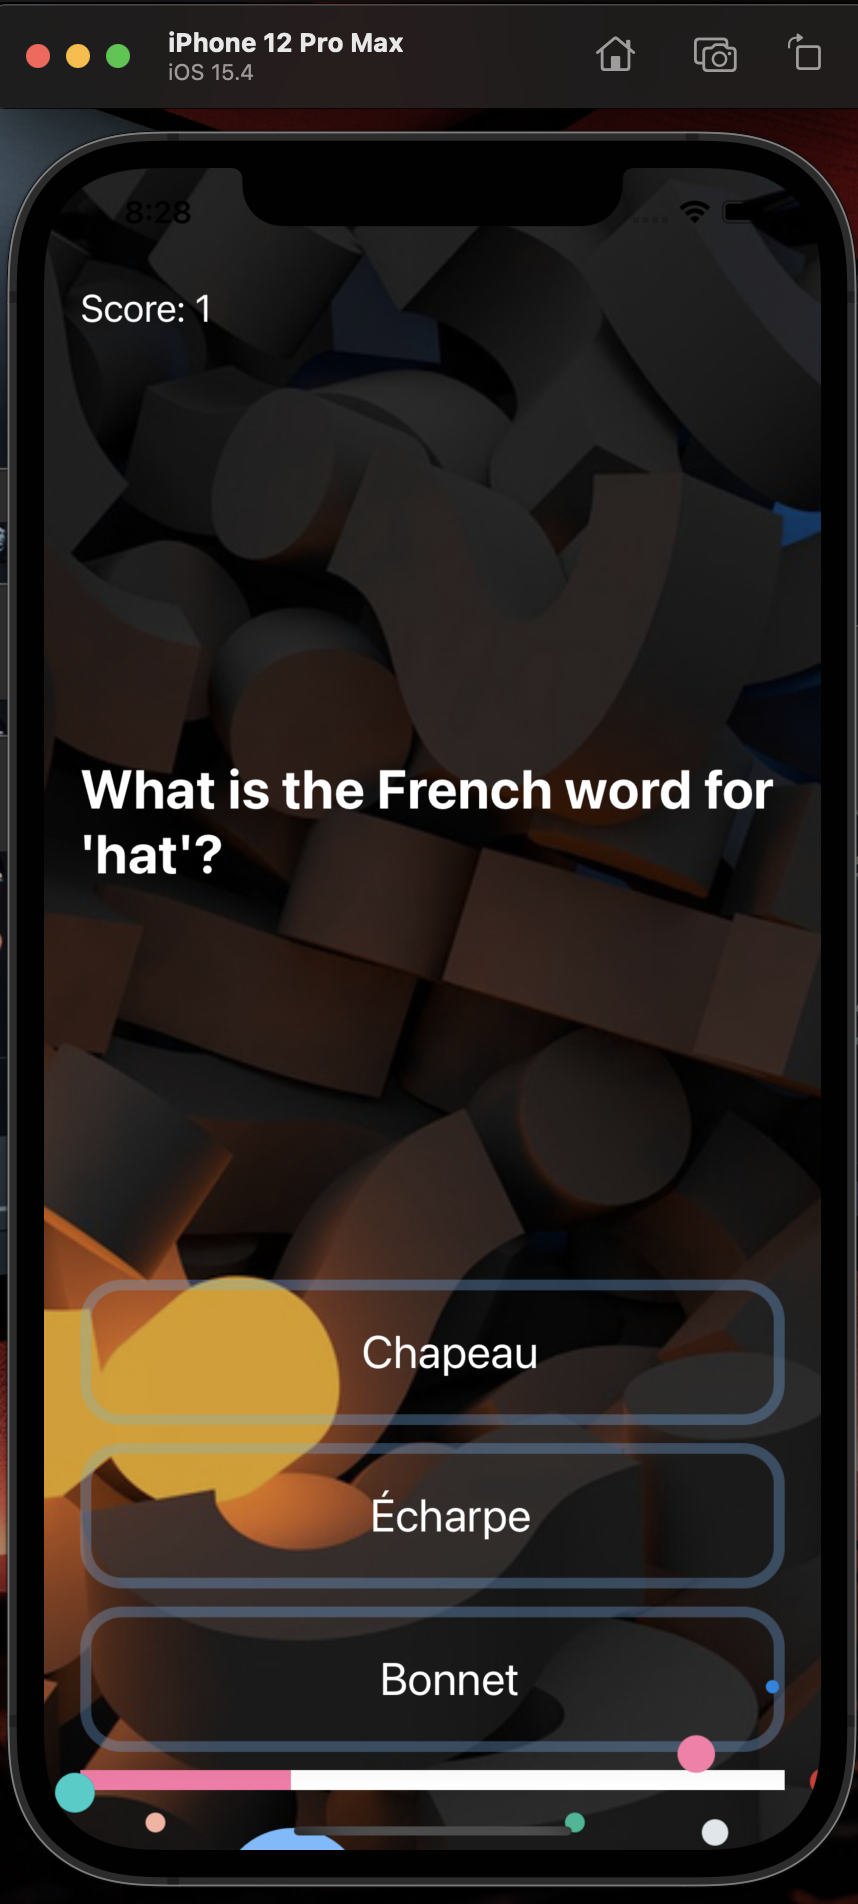 iPhone 12 Pro Max
iOS 15.4
8:28
Score: 1
What is the French word for
'hat'?
Chapeau
Écharpe
Bonnet